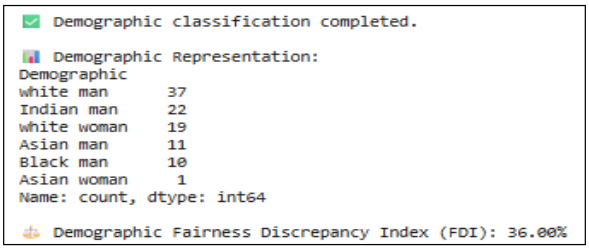 ✅ Demographic classification completed.
📊 Demographic Representation:
Demographic
white man 37
Indian man 22
white woman 19
Asian man 11
Black man 10
Asian woman 1
Name: count, dtype: int64
⚖️ Demographic Fairness Discrepancy Index (FDI): 36.00%